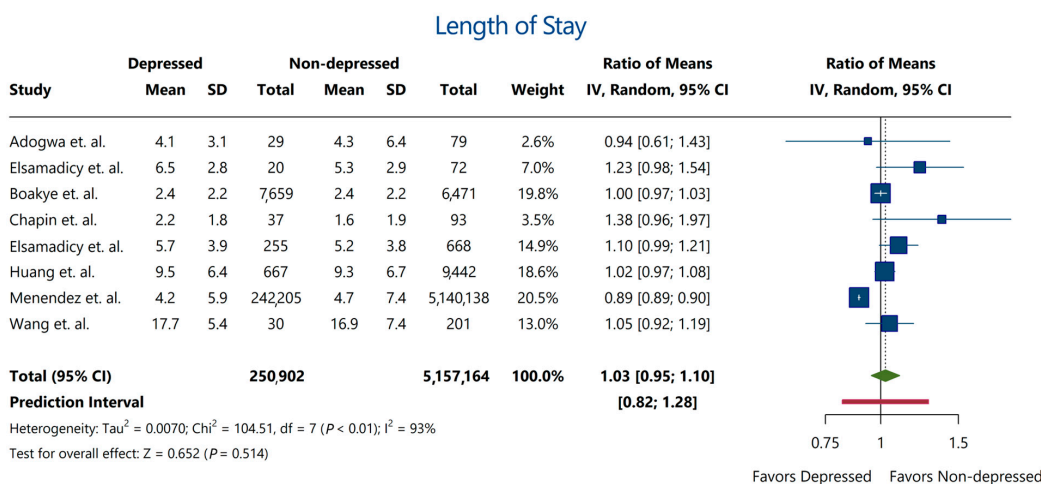 Length of Stay
Depressed Non-depressed Ratio of Means Ratio of Means
Study Mean SD Total Mean SD Total Weight IV, Random, 95% CI IV, Random, 95% CI
Adogwa et. al. 4.1 3.1 29 4.3 6.4 79 2.6% 0.94 [0.61; 1.43]
Elsamadicy et. al. 6.5 2.8 20 5.3 2.9 72 7.0% 1.23 [0.98; 1.54]
Boakye et. al. 2.4 2.2 7,659 2.4 2.2 6,471 19.8% 1.00 [0.97; 1.03]
Chapin et. al. 2.2 1.8 37 1.6 1.9 93 3.5% 1.38 [0.96; 1.97]
Elsamadicy et. al. 5.7 3.9 255 5.2 3.8 668 14.9% 1.10 [0.99; 1.21]
Huang et. al. 9.5 6.4 667 9.3 6.7 9,442 18.6% 1.02 [0.97; 1.08]
Menendez et. al. 4.2 5.9 242,205 4.7 7.4 5,140,138 20.5% 0.89 [0.89; 0.90]
Wang et. al. 17.7 5.4 30 16.9 7.4 201 13.0% 1.05 [0.92; 1.19]
Total (95% CI) 250,902 5,157,164 100.0% 1.03 [0.95; 1.10]
Prediction Interval [0.82; 1.28]
Heterogeneity: Tau² = 0.0070; Chi² = 104.51, df = 7 (P < 0.01); I² = 93%
Test for overall effect: Z = 0.652 (P = 0.514)
0.75 1 1.5
Favors Depressed Favors Non-depressed